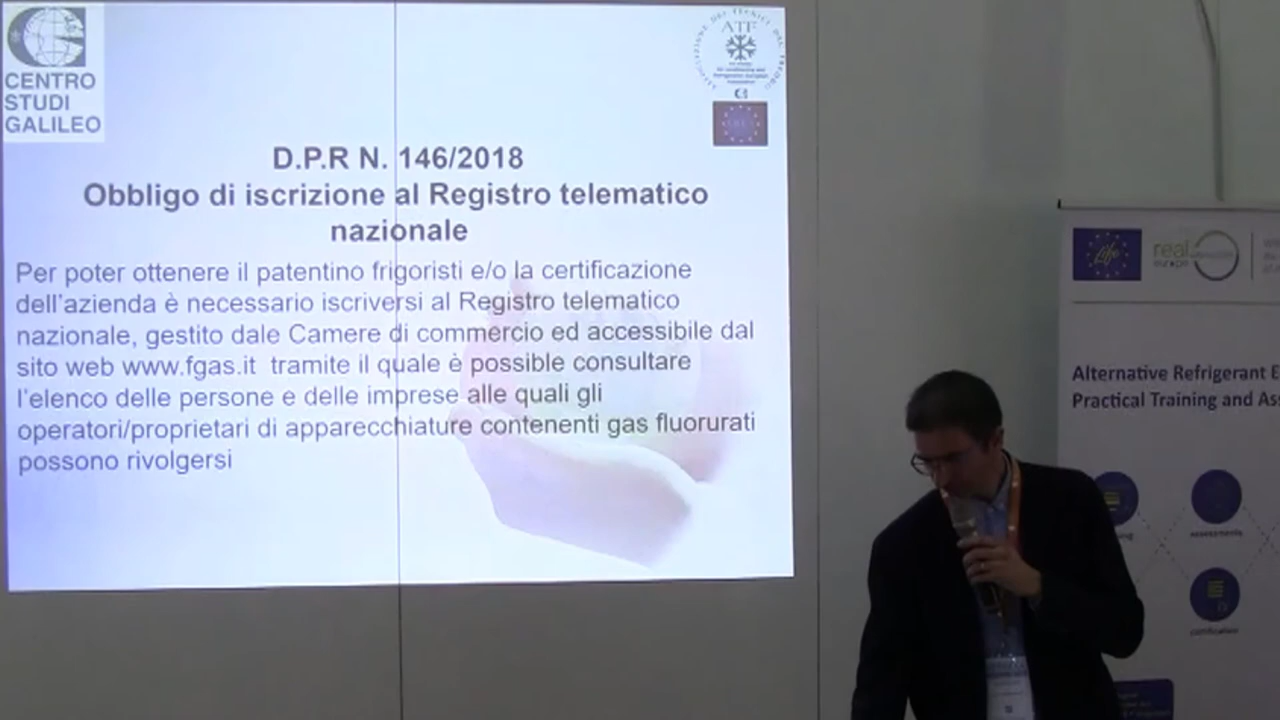 CENTRO
STUDI
GALILEO
ATF
D.P.R N. 146/2018
Obbligo di iscrizione al Registro telematico
nazionale
Per poter ottenere il patentino frigoristi e/o la certificazione
dell'azienda è necessario iscriversi al Registro telematico
nazionale, gestito dale Camere di commercio ed accessibile dal
sito web www.fgas.it tramite il quale è possible consultare
l'elenco delle persone e delle imprese alle quali gli
operatori/proprietari di apparecchiature contenenti gas fluorurati
possono rivolgersi
Life
real
europe
Alternative Refrigerant E
Practical Training and As
assessments
certification